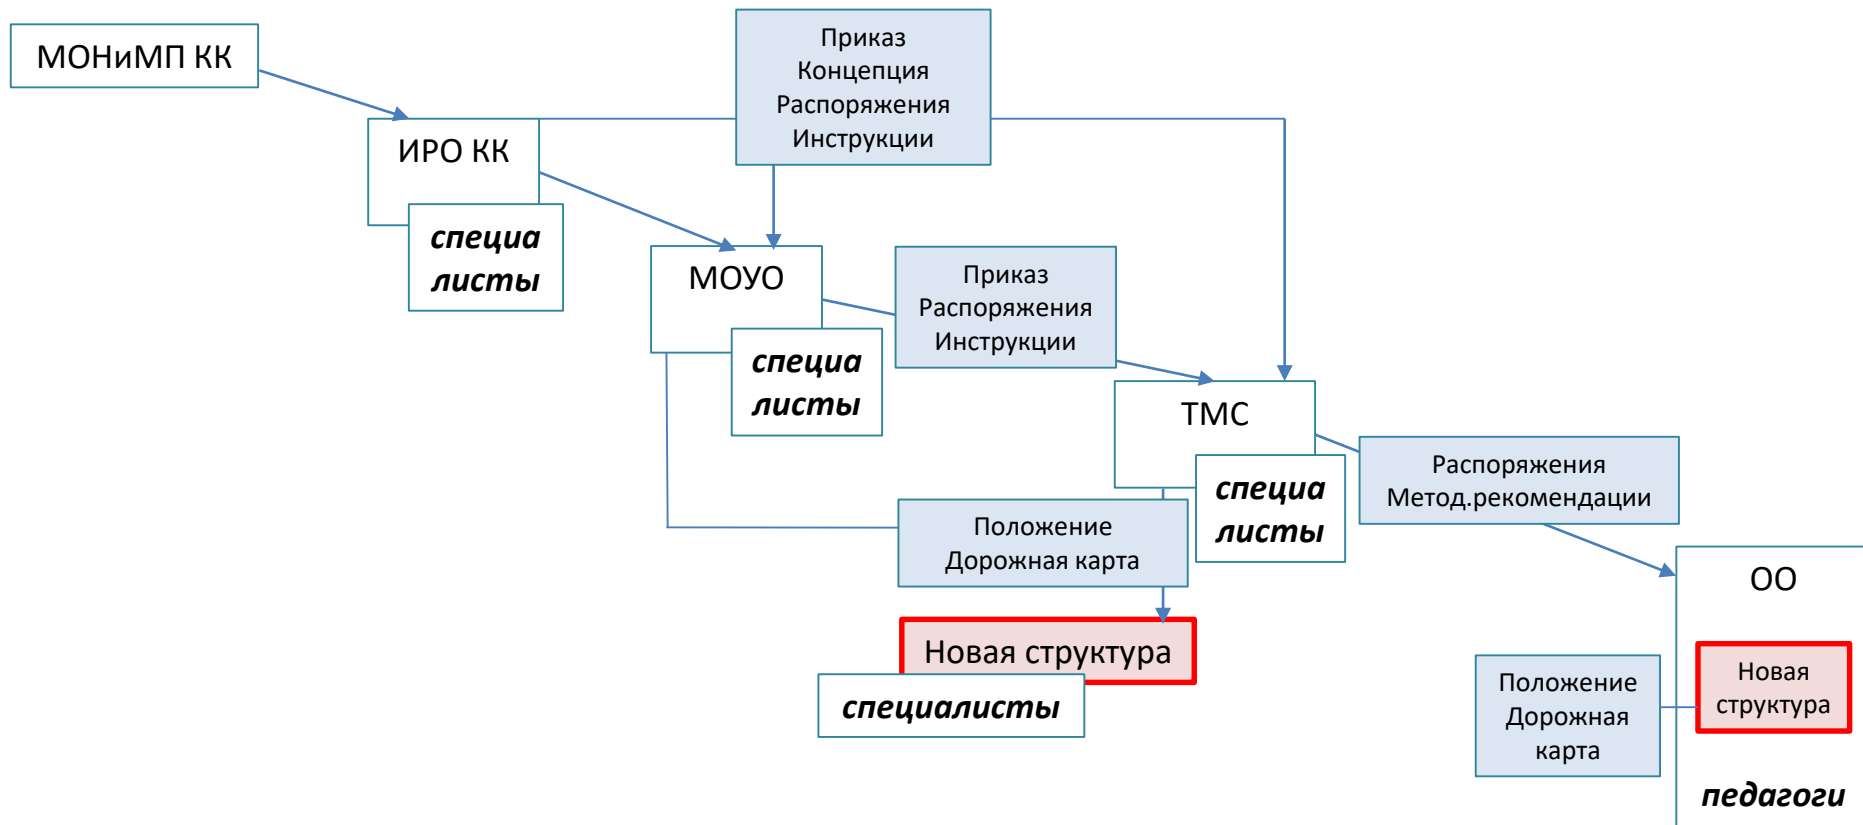 МОНиМП КК
Приказ
Концепция
Распоряжения
Инструкции
ИРО КК
специа
листы
МОУО
специа
листы
Приказ
Распоряжения
Инструкции
ТМС
специа
листы
Распоряжения
Метод.рекомендации
Положение
Дорожная карта
Новая структура
специалисты
ОО
Новая
структура
Положение
Дорожная
карта
педагоги